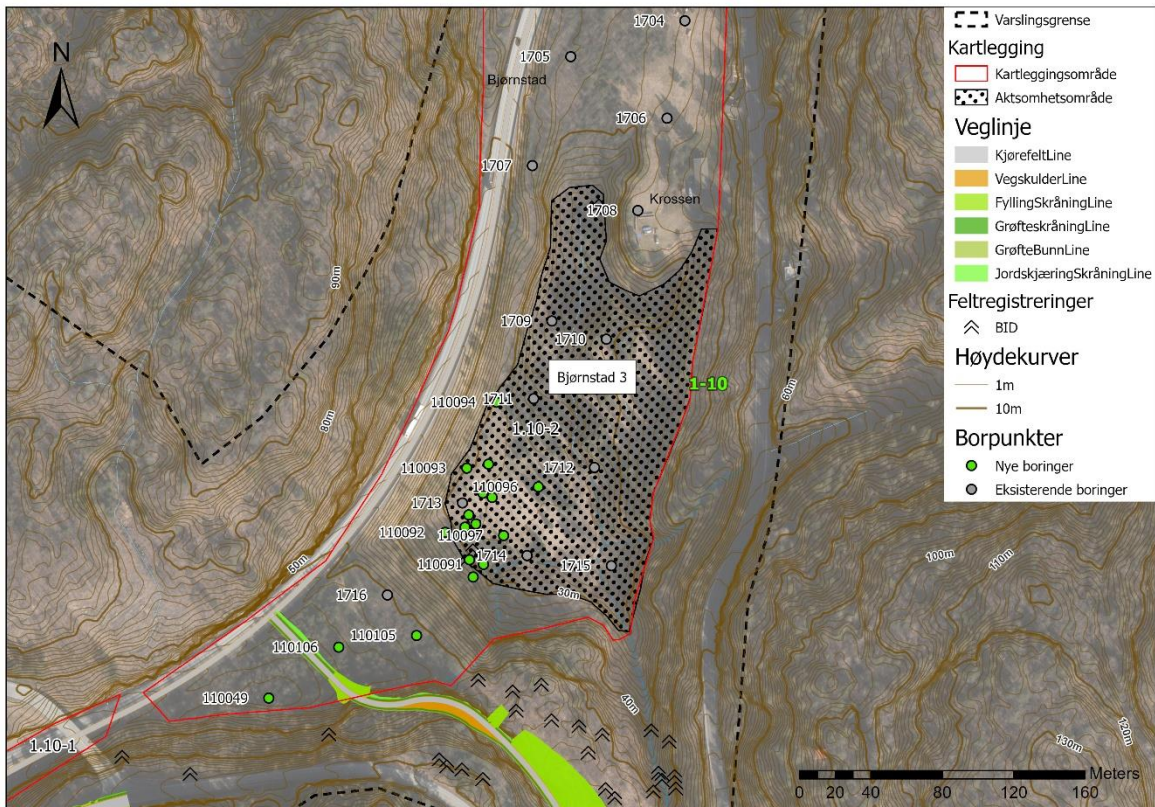 N
1704
1705
Bjørnstad
1706
1707
1708
Krossen
90m
60m
1709
1710
Bjørnstad 3
1-10
80m
110094
1711
1.10-2
110093
1712
110096
1713
110092
110097
1714
110091
1715
50m
30m
1716
100m
110m
110105
110106
110049
40m
120m
130m
1.10-1
Varslingsgrense
Kartlegging
Kartleggingsområde
Aktsomhetsområde
Veglinje
KjørefeltLine
VegskulderLine
FyllingSkråningLine
GrøfteskråningLine
GrøfteBunnLine
JordskjæringSkråningLine
Feltregistreringer
BID
Høydekurver
1m
10m
Borpunkter
Nye boringer
Eksisterende boringer
Meters
0 20 40 80 120 160